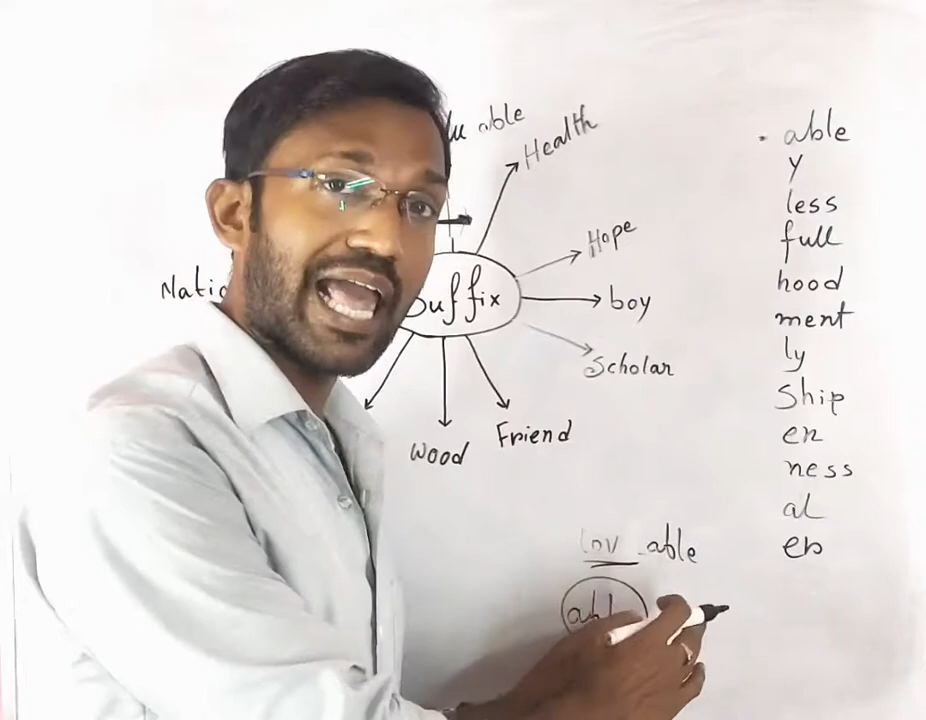 able
Health
Hope
Natio
Suffix
boy
Scholar
Wood
Friend
able
y
less
full
hood
ment
ly
Ship
en
ness
al
lov able